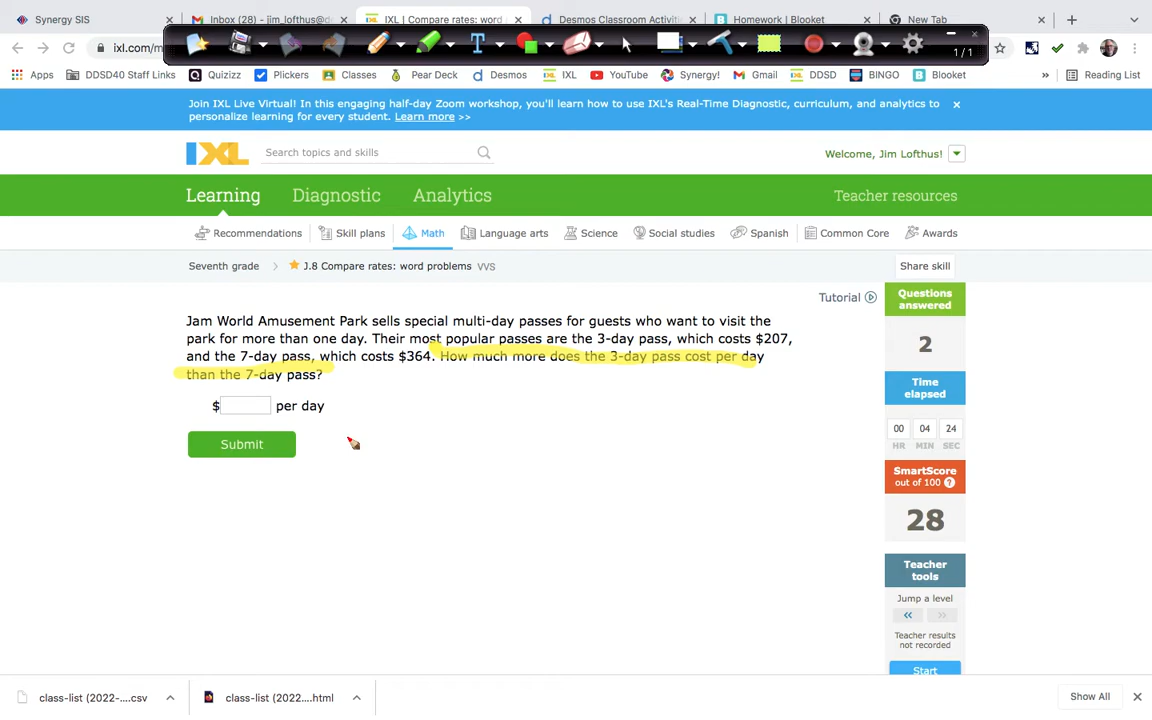 Synergy SIS
Inbox (28) - jim_lofthus@d
IXL | Compare rates: word
Desmos Classroom Activiti
Homework | Blooket
New Tab
ixl.com/m
1 / 1
Apps
DDSD40 Staff Links
Quizizz
Plickers
Classes
Pear Deck
Desmos
IXL
YouTube
Synergy!
Gmail
DDSD
BINGO
Blooket
»
Reading List
Join IXL Live Virtual! In this engaging half-day Zoom workshop, you'll learn how to use IXL's Real-Time Diagnostic, curriculum, and analytics to
personalize learning for every student. Learn more >>
IXL
Search topics and skills
Welcome, Jim Lofthus!
Learning
Diagnostic
Analytics
Teacher resources
Recommendations
Skill plans
Math
Language arts
Science
Social studies
Spanish
Common Core
Awards
Seventh grade
J.8 Compare rates: word problems VVS
Share skill
Tutorial
Jam World Amusement Park sells special multi-day passes for guests who want to visit the
park for more than one day. Their most popular passes are the 3-day pass, which costs $207,
and the 7-day pass, which costs $364. How much more does the 3-day pass cost per day
than the 7-day pass?
$ per day
Submit
Questions
answered
2
Time
elapsed
00 04 24
HR MIN SEC
SmartScore
out of 100 ?
28
Teacher
tools
Jump a level
Teacher results
not recorded
Start
class-list (2022-....csv
class-list (2022....html
Show All